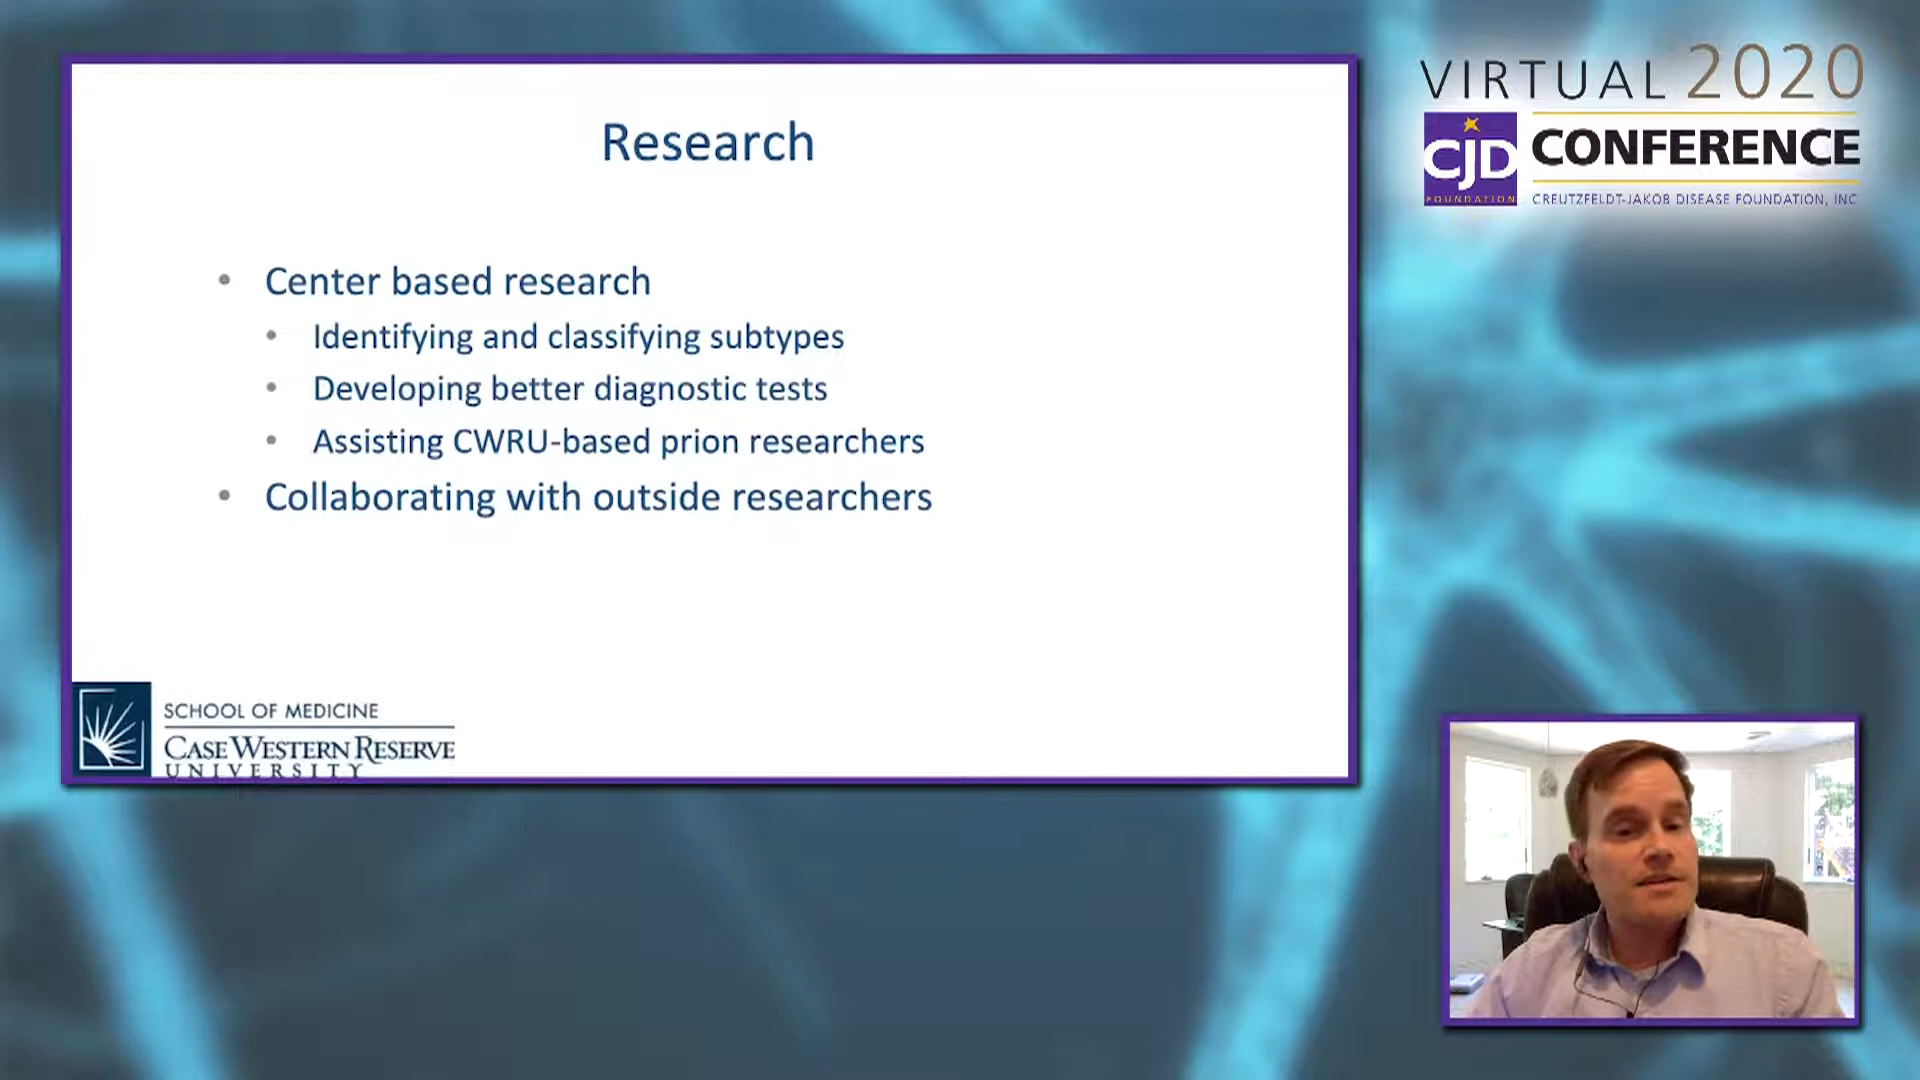 Research
• Center based research
• Identifying and classifying subtypes
• Developing better diagnostic tests
• Assisting CWRU-based prion researchers
• Collaborating with outside researchers
SCHOOL OF MEDICINE
CASE WESTERN RESERVE
UNIVERSITY
VIRTUAL 2020
CJD
FOUNDATION
CONFERENCE
CREUTZFELDT-JAKOB DISEASE FOUNDATION, INC